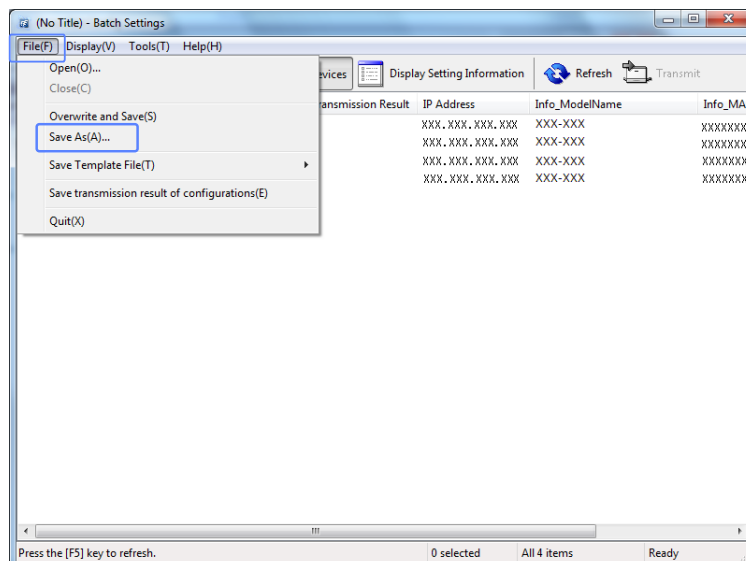 (No Title) - Batch Settings
File(F) Display(V) Tools(T) Help(H)
Open(O)...
Close(C)
Overwrite and Save(S)
Save As(A)...
Save Template File(T)
Save transmission result of configurations(E)
Quit(X)
Display Setting Information Refresh Transmit
Result IP Address Info_ModelName Info_MA
XXX.XXX.XXX.XXX XXX-XXX XXXXXXX
XXX.XXX.XXX.XXX XXX-XXX XXXXXXX
XXX.XXX.XXX.XXX XXX-XXX XXXXXXX
XXX.XXX.XXX.XXX XXX-XXX XXXXXXX
Press the [F5] key to refresh. 0 selected All 4 items Ready